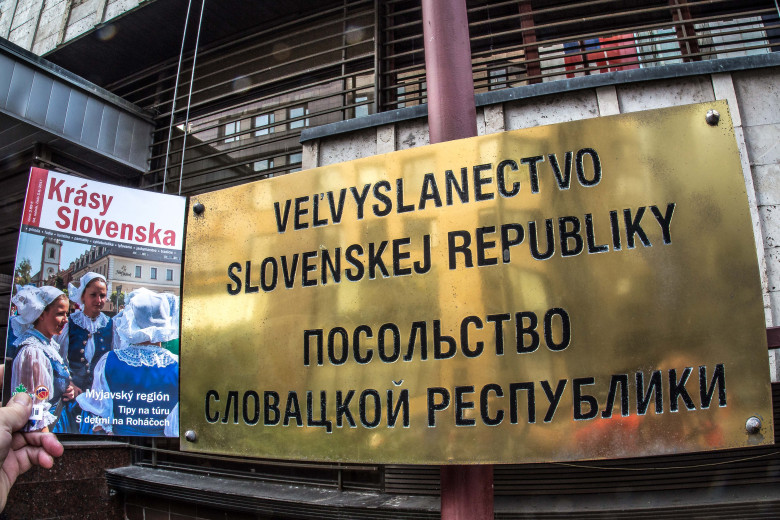 Krásy
Slovenska
Myjavský región
Tipy na túru
S deťmi na Roháčoch
VEĽVYSLANECTVO
SLOVENSKEJ REPUBLIKY
ПОСОЛЬСТВО
СЛОВАЦКОЙ РЕСПУБЛИКИ